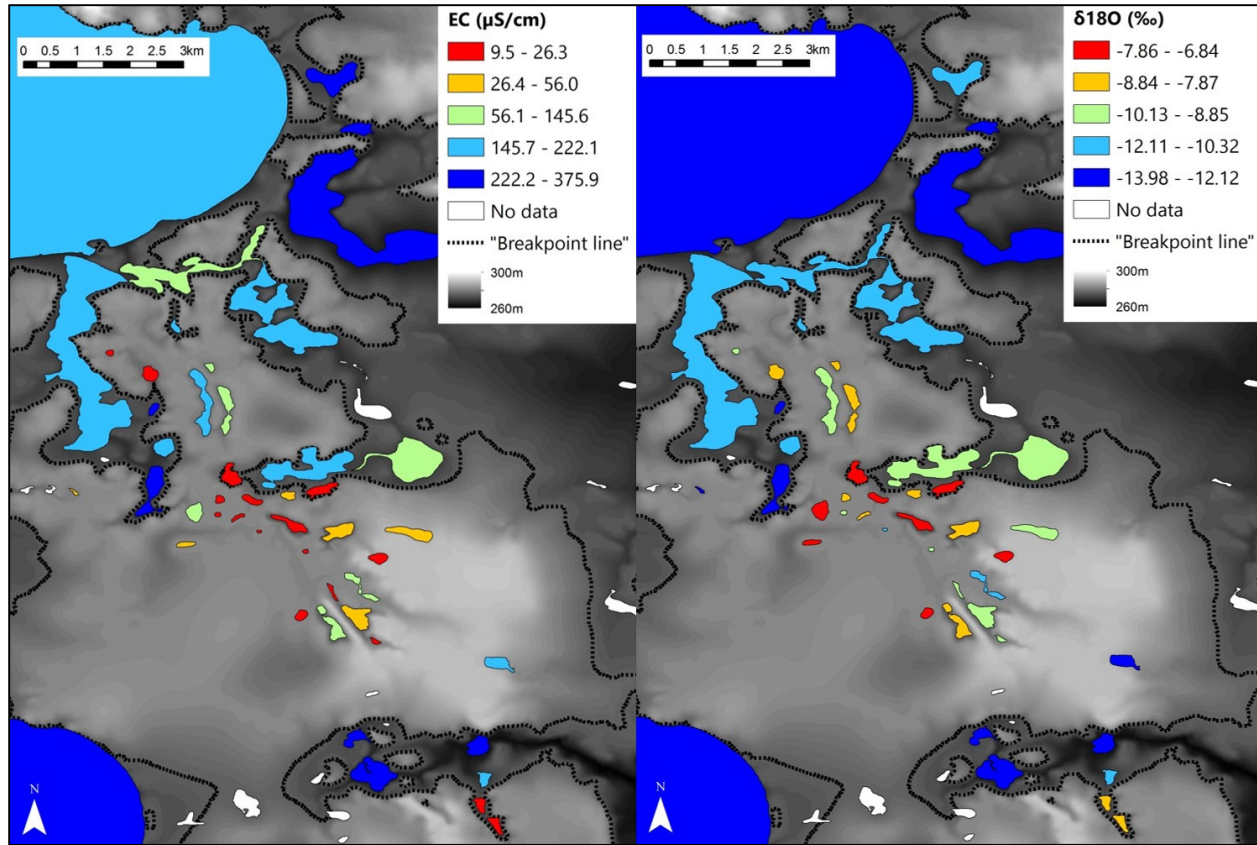 EC (µS/cm)
0 0.5 1 1.5 2 2.5 3km
9.5 - 26.3
26.4 - 56.0
56.1 - 145.6
145.7 - 222.1
222.2 - 375.9
No data
"Breakpoint line"
300m
260m
N
δ18O (‰)
0 0.5 1 1.5 2 2.5 3km
-7.86 - -6.84
-8.84 - -7.87
-10.13 - -8.85
-12.11 - -10.32
-13.98 - -12.12
No data
"Breakpoint line"
300m
260m
N